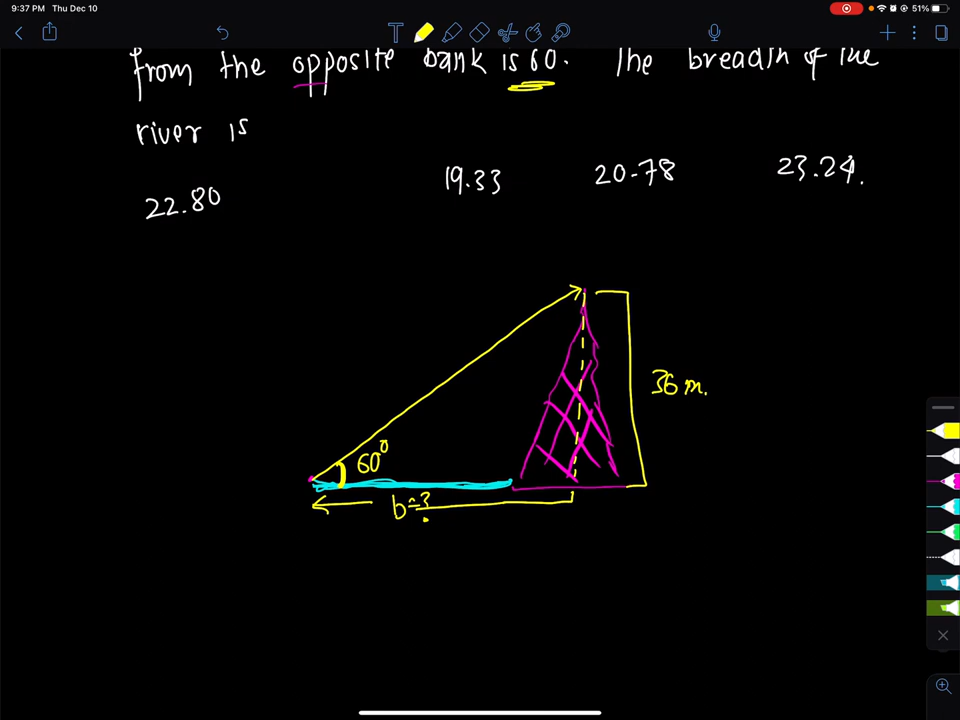 9:37 PM Thu Dec 10
51%
T
from the opposite bank is 60. The breadth of the
river is
22.80 19.33 20.78 23.24.
36 m.
60°
b=?